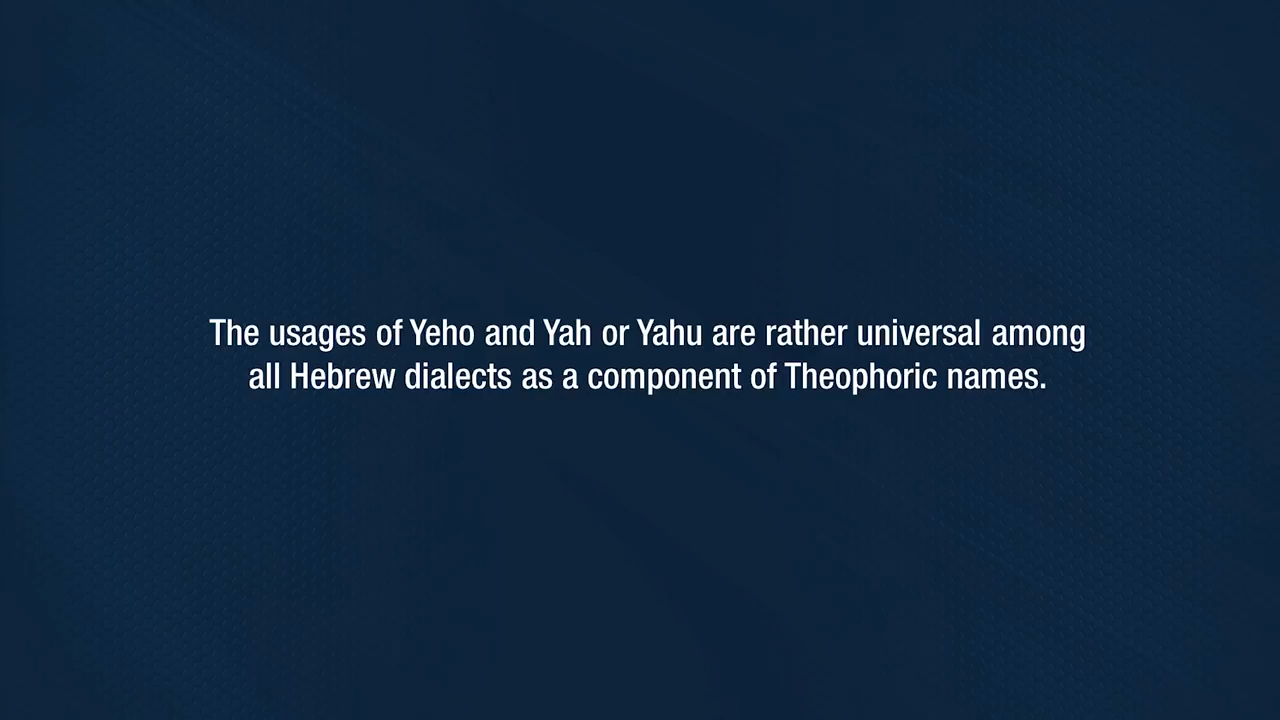 The usages of Yeho and Yah or Yahu are rather universal among
all Hebrew dialects as a component of Theophoric names.